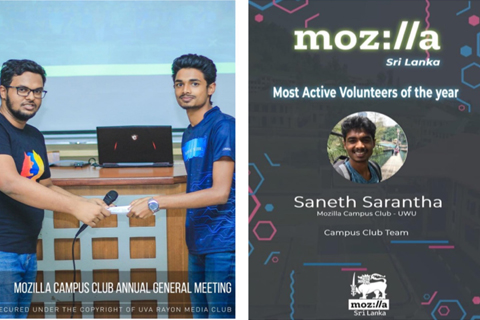 MOZILLA CAMPUS CLUB ANNUAL GENERAL MEETING
ECURED UNDER THE COPYRIGHT OF UVA RAYON MEDIA CLUB
moz://a
Sri Lanka
Most Active Volunteers of the year
Saneth Sarantha
Mozilla Campus Club - UWU
Campus Club Team
moz://a
Sri Lanka